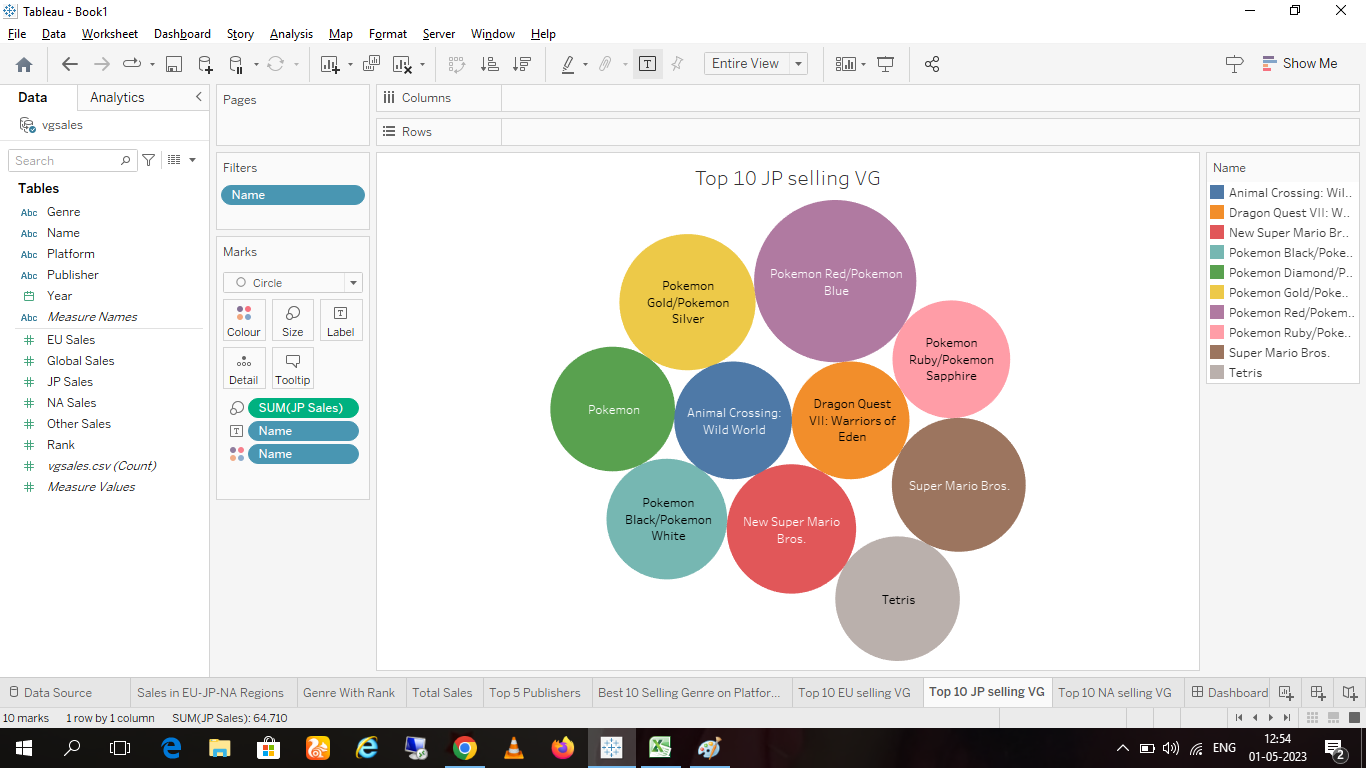 Tableau - Book1
File Data Worksheet Dashboard Story Analysis Map Format Server Window Help
Entire View
Show Me
Data Analytics
vgsales
Search
Tables
Abc Genre
Abc Name
Abc Platform
Abc Publisher
Year
Abc Measure Names
EU Sales
Global Sales
JP Sales
NA Sales
Other Sales
Rank
vgsales.csv (Count)
Measure Values
Pages
Filters
Name
Marks
Circle
Colour Size Label
Detail Tooltip
SUM(JP Sales)
Name
Name
Columns
Rows
Top 10 JP selling VG
Pokemon Red/Pokemon
Blue
Pokemon
Gold/Pokemon
Silver
Pokemon
Ruby/Pokemon
Sapphire
Pokemon
Animal Crossing:
Wild World
Dragon Quest
VII: Warriors of
Eden
Super Mario Bros.
Pokemon
Black/Pokemon
White
New Super Mario
Bros.
Tetris
Name
Animal Crossing: Wil..
Dragon Quest VII: W..
New Super Mario Br..
Pokemon Black/Poke..
Pokemon Diamond/P..
Pokemon Gold/Poke..
Pokemon Red/Pokem..
Pokemon Ruby/Poke..
Super Mario Bros.
Tetris
Data Source Sales in EU-JP-NA Regions Genre With Rank Total Sales Top 5 Publishers Best 10 Selling Genre on Platfor... Top 10 EU selling VG Top 10 JP selling VG Top 10 NA selling VG Dashboard
10 marks 1 row by 1 column SUM(JP Sales): 64.710
ENG
12:54
01-05-2023
2